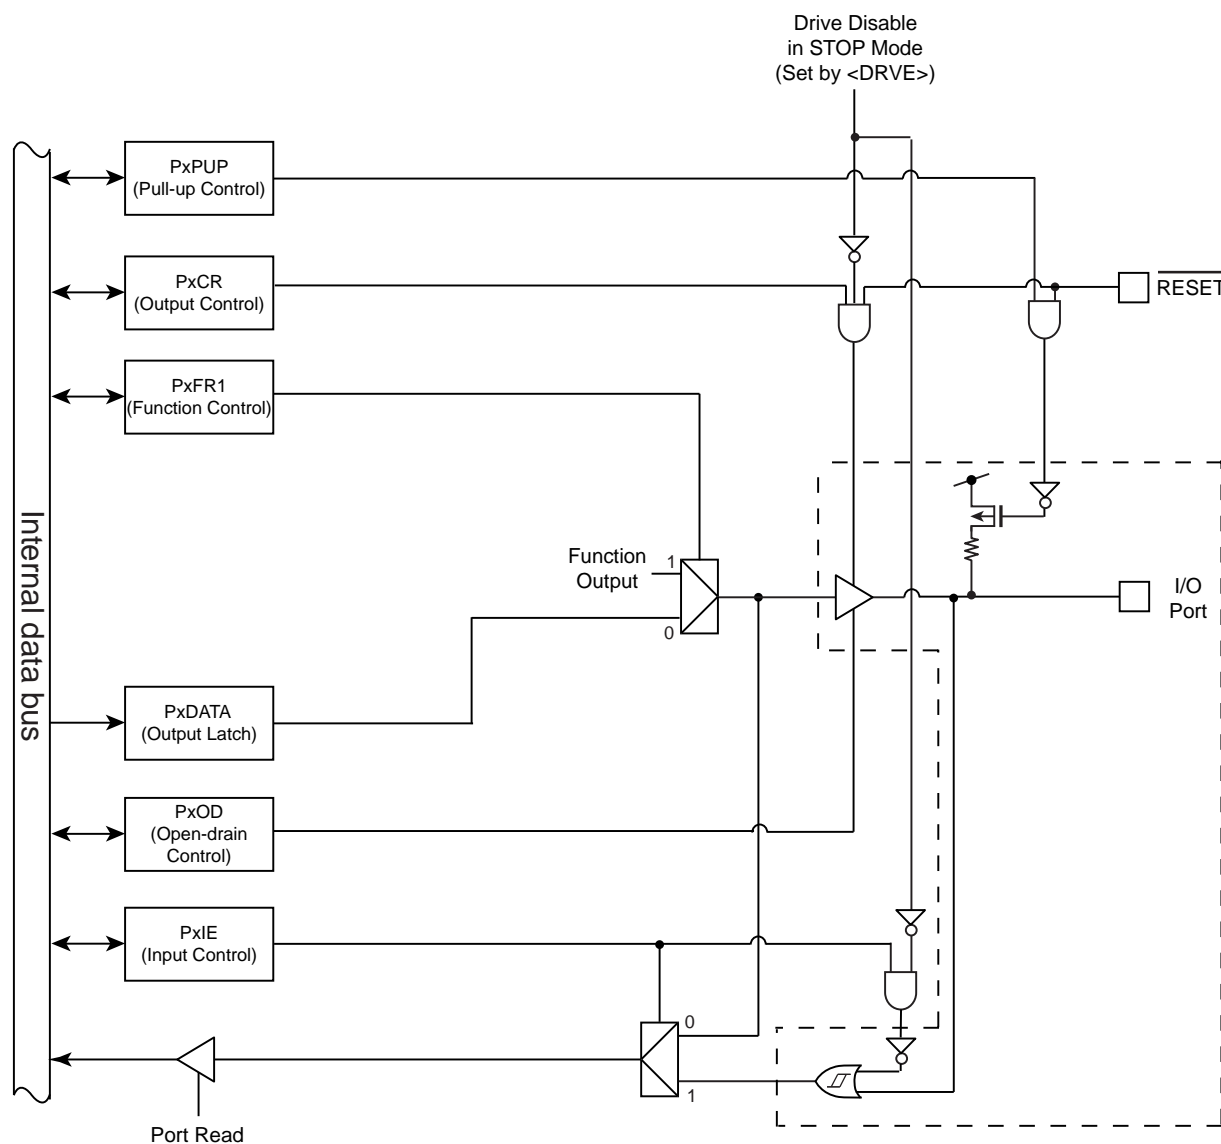 Drive Disable
in STOP Mode
(Set by <DRVE>)
PxPUP
(Pull-up Control)
PxCR
(Output Control)
RESET
PxFR1
(Function Control)
Internal data bus
Function
Output
1
0
I/O
Port
PxDATA
(Output Latch)
PxOD
(Open-drain
Control)
PxIE
(Input Control)
0
1
Port Read